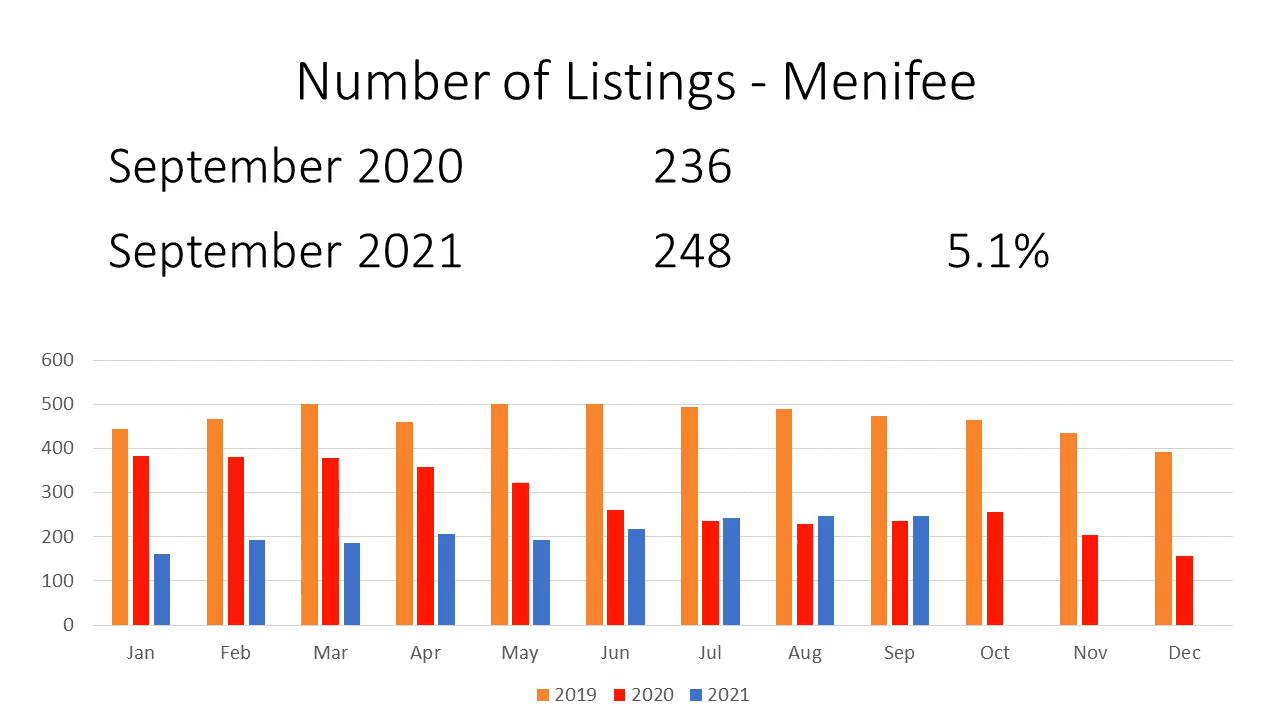 Number of Listings - Menifee
September 2020 236
September 2021 248 5.1%
600
500
400
300
200
100
0
Jan Feb Mar Apr May Jun Jul Aug Sep Oct Nov Dec
2019 2020 2021